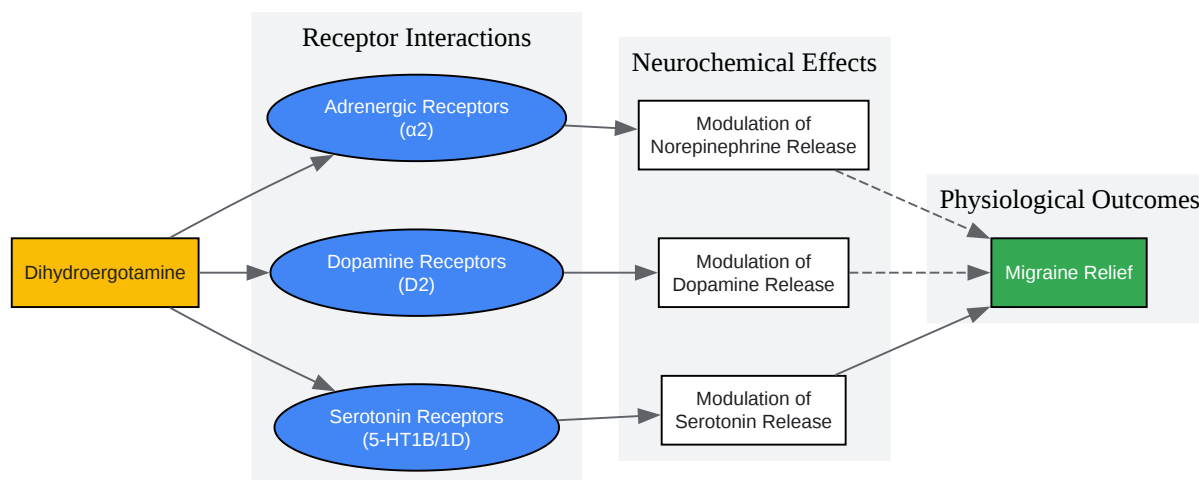 Receptor Interactions
Adrenergic Receptors
(α2)
Dopamine Receptors
(D2)
Serotonin Receptors
(5-HT1B/1D)
Neurochemical Effects
Modulation of
Norepinephrine Release
Modulation of
Dopamine Release
Modulation of
Serotonin Release
Physiological Outcomes
Migraine Relief
Dihydroergotamine